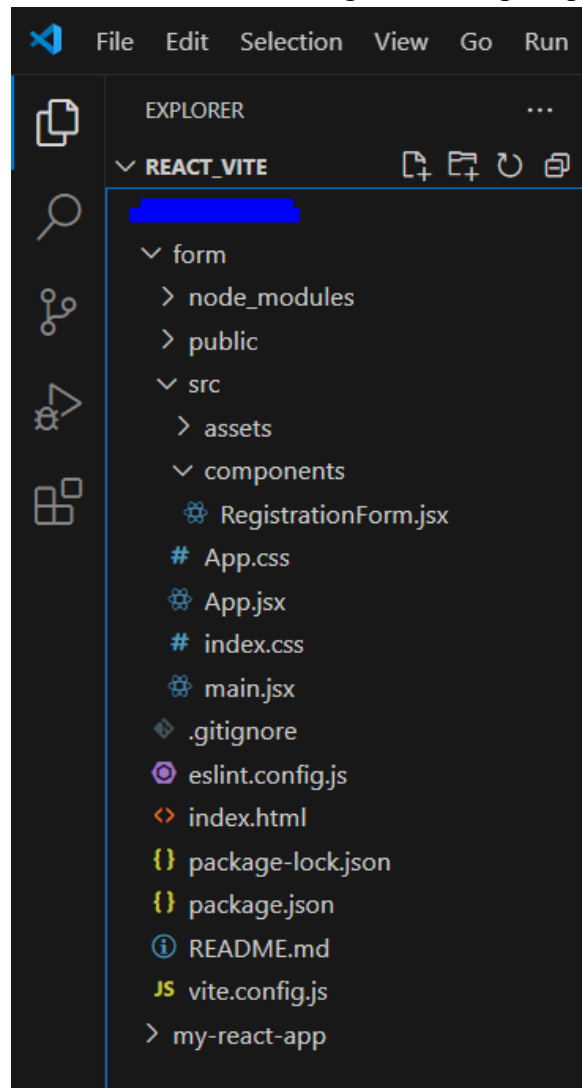 File Edit Selection View Go Run
EXPLORER
REACT_VITE
form
node_modules
public
src
assets
components
RegistrationForm.jsx
# App.css
App.jsx
# index.css
main.jsx
.gitignore
eslint.config.js
<> index.html
{} package-lock.json
{} package.json
README.md
JS vite.config.js
my-react-app